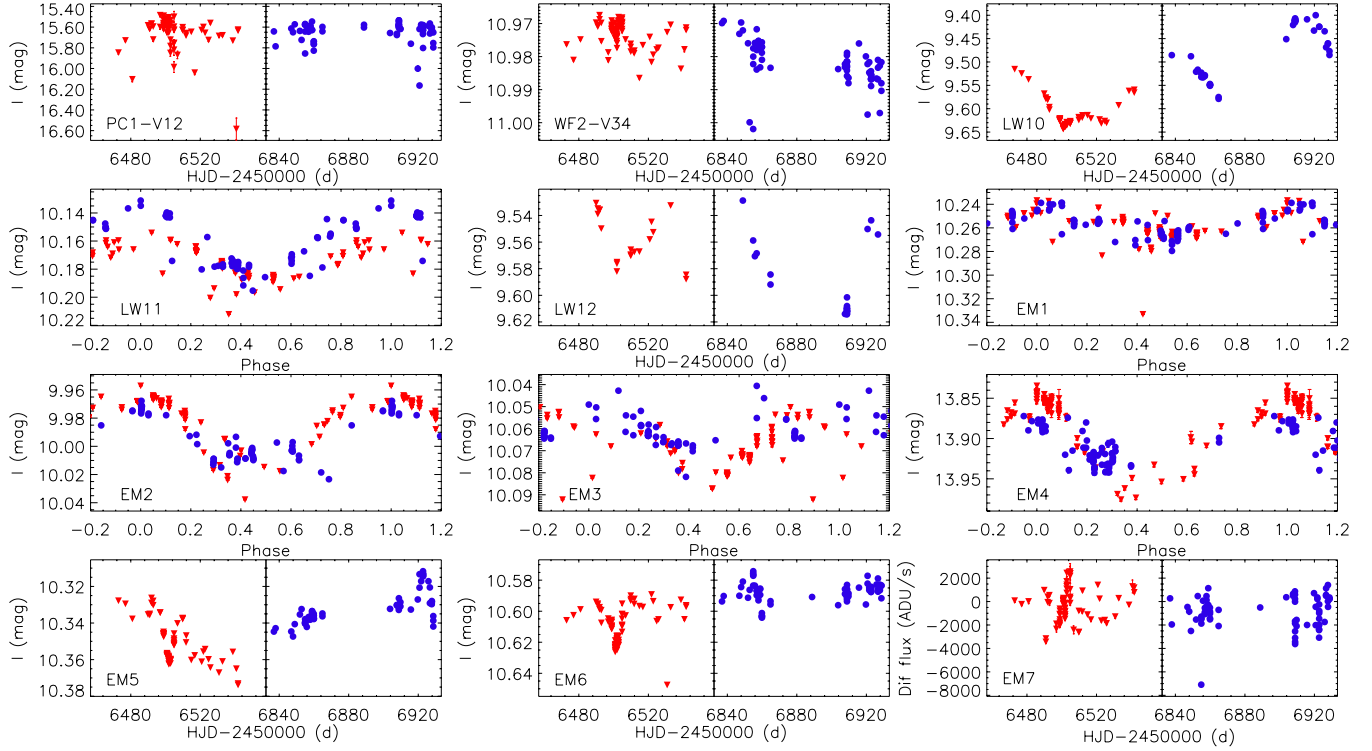 15.40
15.60
15.80
16.00
16.20
16.40
16.60
I (mag)
PC1-V12
6480 6520 6840 6880 6920
HJD-2450000 (d)
10.97
10.98
10.99
11.00
I (mag)
WF2-V34
6480 6520 6840 6880 6920
HJD-2450000 (d)
9.40
9.45
9.50
9.55
9.60
9.65
I (mag)
LW10
6480 6520 6840 6880 6920
HJD-2450000 (d)
10.14
10.16
10.18
10.20
10.22
I (mag)
LW11
-0.2 0.0 0.2 0.4 0.6 0.8 1.0 1.2
Phase
9.54
9.56
9.58
9.60
9.62
I (mag)
LW12
6480 6520 6840 6880 6920
HJD-2450000 (d)
10.24
10.26
10.28
10.30
10.32
10.34
I (mag)
EM1
-0.2 0.0 0.2 0.4 0.6 0.8 1.0 1.2
Phase
9.96
9.98
10.00
10.02
10.04
I (mag)
EM2
-0.2 0.0 0.2 0.4 0.6 0.8 1.0 1.2
Phase
10.04
10.05
10.06
10.07
10.08
10.09
I (mag)
EM3
-0.2 0.0 0.2 0.4 0.6 0.8 1.0 1.2
Phase
13.85
13.90
13.95
I (mag)
EM4
-0.2 0.0 0.2 0.4 0.6 0.8 1.0 1.2
Phase
10.32
10.34
10.36
10.38
I (mag)
EM5
6480 6520 6840 6880 6920
HJD-2450000 (d)
10.58
10.60
10.62
10.64
I (mag)
EM6
6480 6520 6840 6880 6920
HJD-2450000 (d)
2000
0
-2000
-4000
-6000
-8000
Dif flux (ADU/s)
EM7
6480 6520 6840 6880 6920
HJD-2450000 (d)